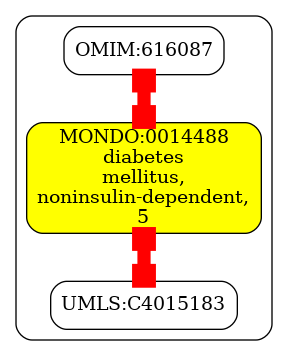 OMIM:616087
MONDO:0014488
diabetes
mellitus,
noninsulin-dependent,
5
UMLS:C4015183